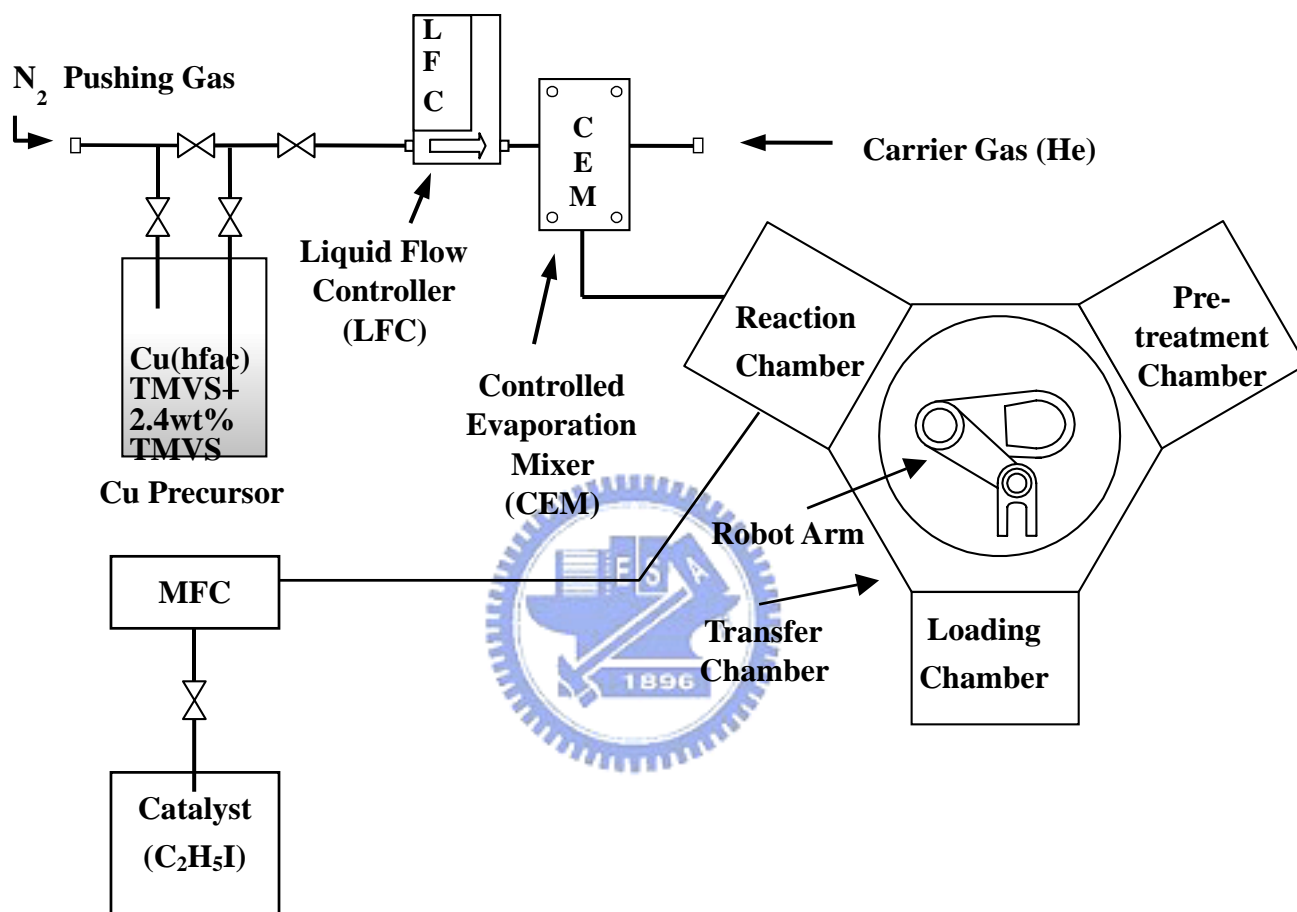 N₂ Pushing Gas
L
F
C
C
E
M
Carrier Gas (He)
Liquid Flow
Controller
(LFC)
Cu(hfac)
TMVS+
2.4wt%
TMVS
Cu Precursor
Controlled
Evaporation
Mixer
(CEM)
Reaction
Chamber
Pre-
treatment
Chamber
Robot Arm
Transfer
Chamber
Loading
Chamber
MFC
Catalyst
(C₂H₅I)
E S A
1896